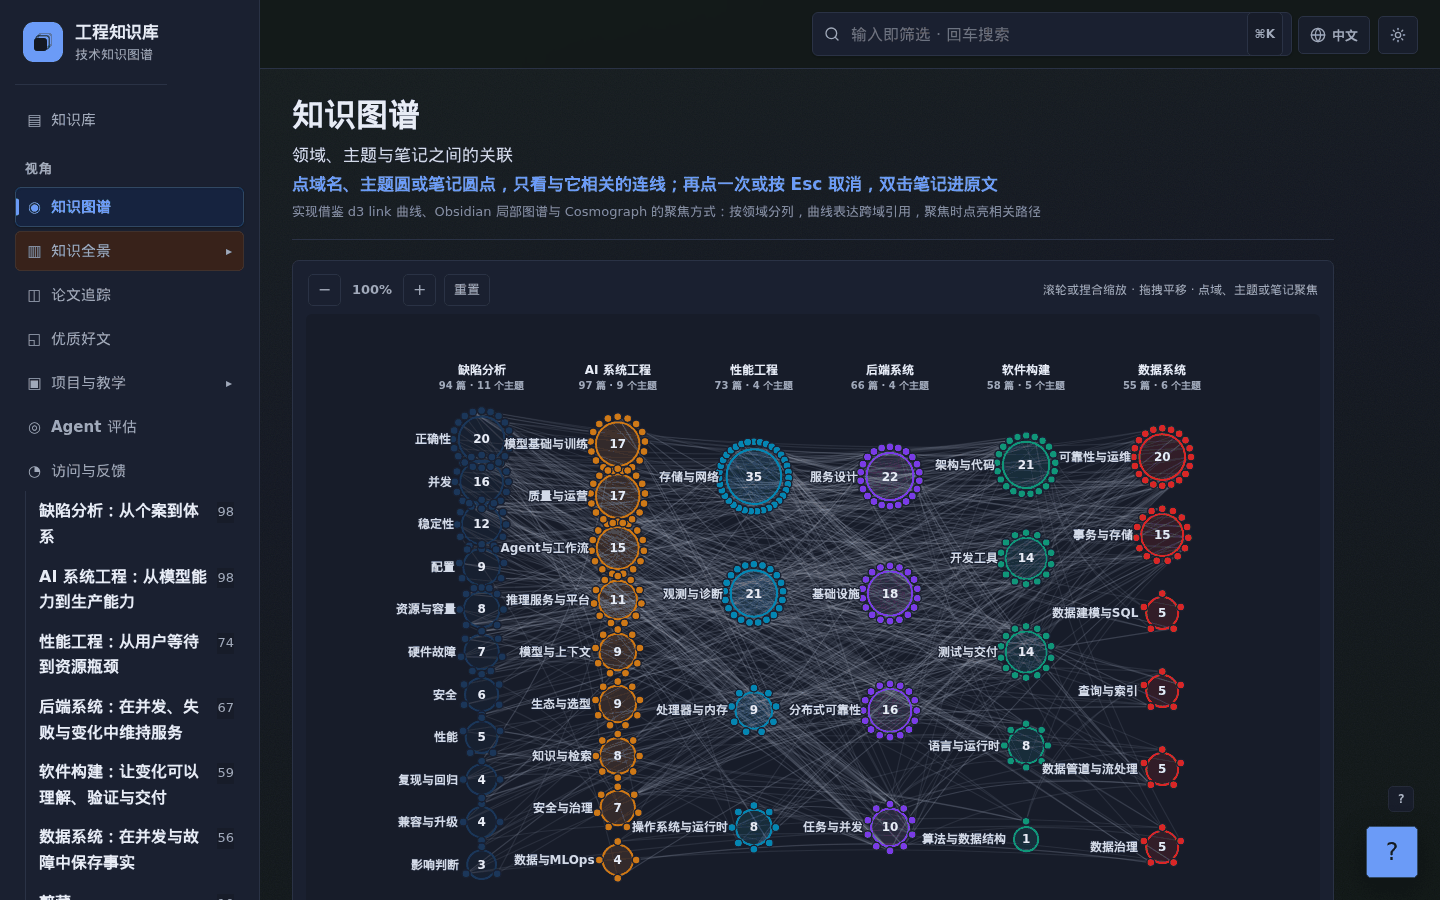 工程知识库
技术知识图谱
知识库
视角
知识图谱
知识全景
论文追踪
优质好文
项目与教学
Agent 评估
访问与反馈
缺陷分析：从个案到体系 98
AI 系统工程：从模型能力到生产能力 98
性能工程：从用户等待到资源瓶颈 74
后端系统：在并发、失败与变化中维持服务 67
软件构建：让变化可以理解、验证与交付 59
数据系统：在并发与故障中保存事实 56
输入即筛选 · 回车搜索 ⌘K
中文
知识图谱
领域、主题与笔记之间的关联
点域名、主题圆或笔记圆点，只看与它相关的连线；再点一次或按 Esc 取消，双击笔记进原文
实现借鉴 d3 link 曲线、Obsidian 局部图谱与 Cosmograph 的聚焦方式：按领域分列，曲线表达跨域引用，聚焦时点亮相关路径
− 100% + 重置
滚轮或捏合缩放 · 拖拽平移 · 点域、主题或笔记聚焦
缺陷分析
94 篇 · 11 个主题
正确性 20
并发 16
稳定性 12
配置 9
资源与容量 8
硬件故障 7
安全 6
性能 5
复现与回归 4
兼容与升级 4
影响判断 3
AI 系统工程
97 篇 · 9 个主题
模型基础与训练 17
质量与运营 17
Agent与工作流 15
推理服务与平台 11
模型与上下文 9
生态与选型 9
知识与检索 8
安全与治理 7
数据与MLOps 4
性能工程
73 篇 · 4 个主题
存储与网络 35
观测与诊断 21
处理器与内存 9
操作系统与运行时 8
后端系统
66 篇 · 4 个主题
服务设计 22
基础设施 18
分布式可靠性 16
任务与并发 10
软件构建
58 篇 · 5 个主题
架构与代码 21
开发工具 14
测试与交付 14
语言与运行时 8
算法与数据结构 1
数据系统
55 篇 · 6 个主题
可靠性与运维 20
事务与存储 15
数据建模与SQL 5
查询与索引 5
数据管道与流处理 5
数据治理 5
?
?